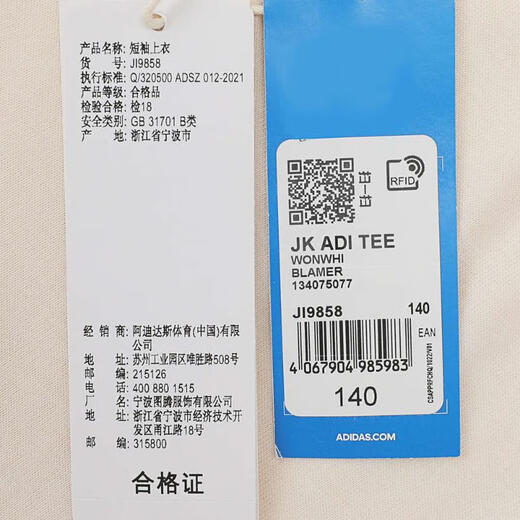 产品名称: 短袖上衣
货　　号: JI9858
执行标准: Q/320500 ADSZ 012-2021
产品等级: 合格品
检验合格: 检18
安全类别: GB 31701 B类
产　　地: 浙江省宁波市
经 销 商: 阿迪达斯体育(中国)有限
公司
地　　址: 苏州工业园区唯胜路508号
邮　　编: 215126
电　　话: 400 880 1515
厂　　名: 宁波图腾服饰有限公司
地　　址: 浙江省宁波市经济技术开
发区甬江路18号
邮　　编: 315800
合格证
扫一扫
RFID
JK ADI TEE
WONWHI
BLAMER
134075077
JI9858 140
EAN
4 067904 985983
140
ADIDAS.COM